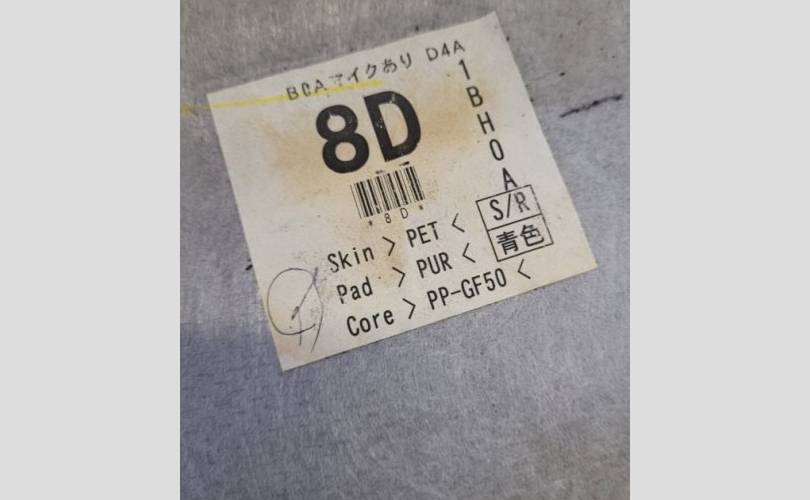 BCAマイクあり D4A
8D
1BH0A
*8D*
S/R
青色
Skin > PET <
Pad > PUR <
Core > PP-GF50 <